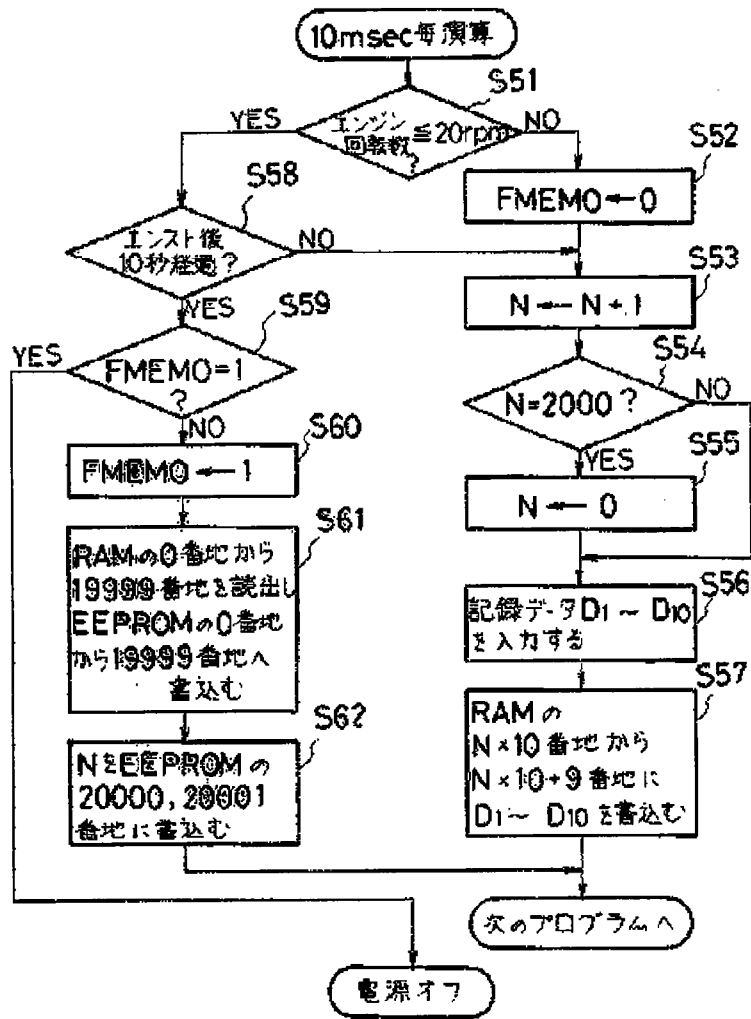 10msec毎演算
S51
エンジン
回転数
≦20rpm
?
YES
NO
S52
FMEMO←0
S58
エンスト後
10秒経過?
NO
YES
S53
N←N+1
S59
FMEMO=1
?
YES
NO
S54
N=2000?
NO
YES
S60
FMEMO←1
S55
N←0
S61
RAMの0番地から
19999番地を読出し
EEPROMの0番地
から19999番地へ
書込む
S56
記録データD1~D10
を入力する
S62
NをEEPROMの
20000,20001
番地に書込む
S57
RAMの
N×10番地から
N×10+9番地に
D1~D10を書込む
次のプログラムへ
電源オフ